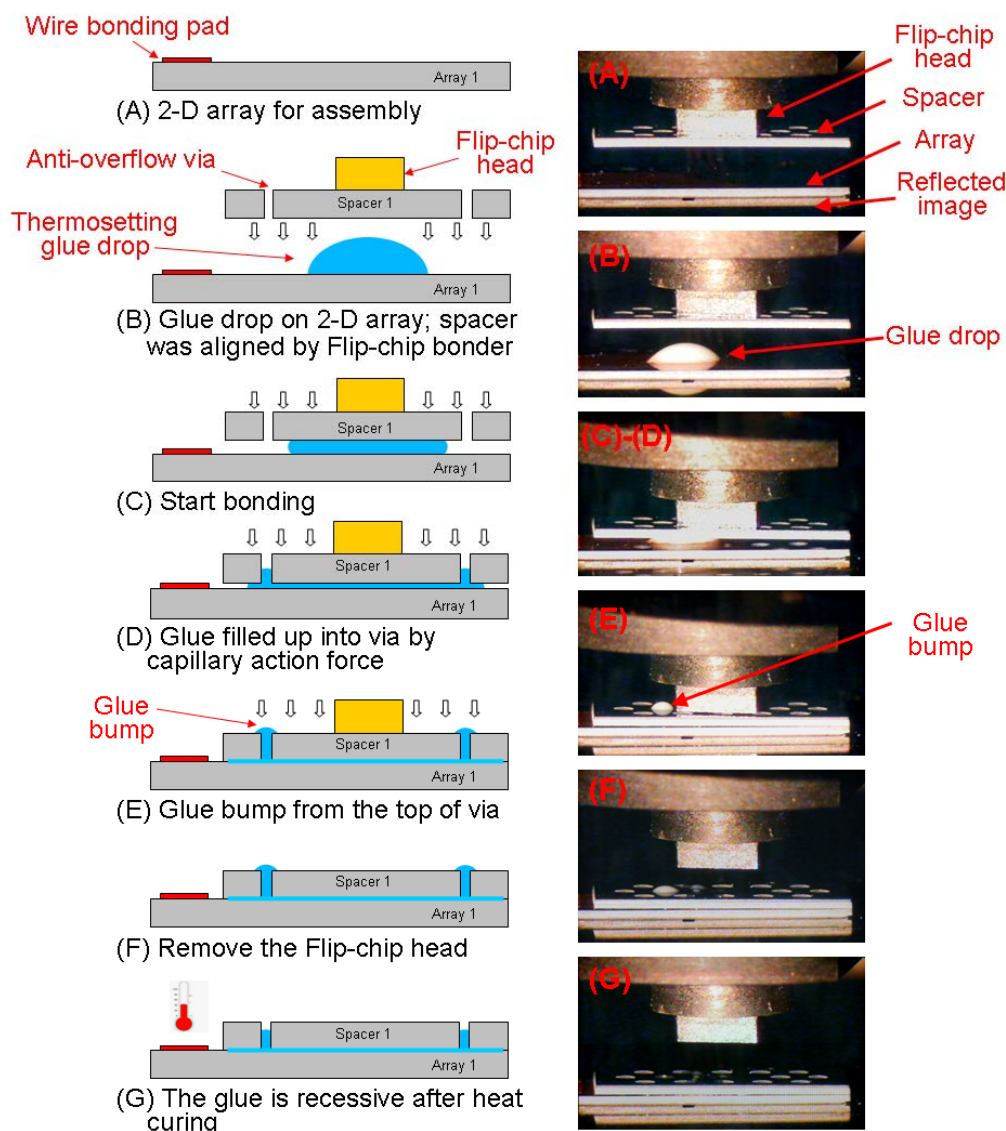 Wire bonding pad
Array 1
(A) 2-D array for assembly
Anti-overflow via
Flip-chip
head
Spacer 1
Thermosetting
glue drop
Array 1
(B) Glue drop on 2-D array; spacer
was aligned by Flip-chip bonder
Spacer 1
Array 1
(C) Start bonding
Spacer 1
Array 1
(D) Glue filled up into via by
capillary action force
Glue
bump
Spacer 1
Array 1
(E) Glue bump from the top of via
Spacer 1
Array 1
(F) Remove the Flip-chip head
Spacer 1
Array 1
(G) The glue is recessive after heat
curing
(A)
Flip-chip
head
Spacer
Array
Reflected
image
(B)
Glue drop
(C)-(D)
(E)
Glue
bump
(F)
(G)